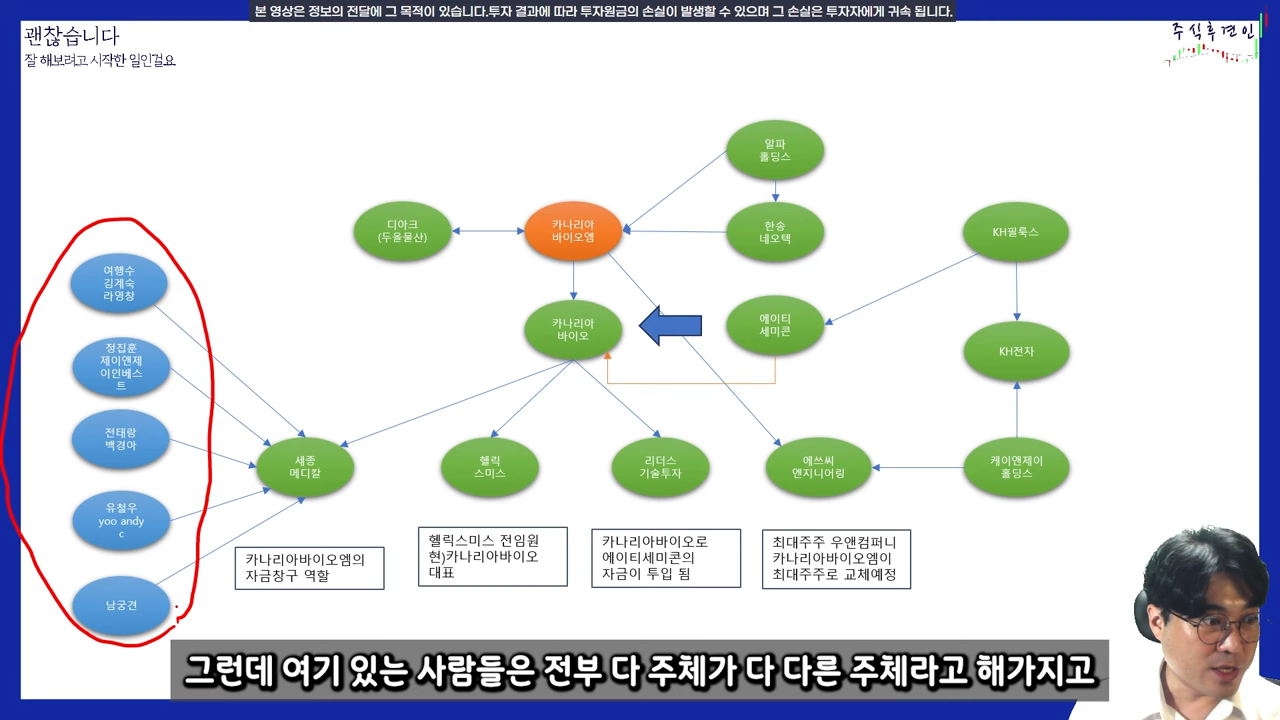 본 영상은 정보의 전달에 그 목적이 있습니다.투자 결과에 따라 투자원금의 손실이 발생할 수 있으며 그 손실은 투자자에게 귀속 됩니다.
괜찮습니다
잘 해보려고 시작한 일인걸요
주식후견인
알파
홀딩스
디아크
(두올물산)
카나리아
바이오엠
한송
네오텍
KH필룩스
여행수
김계숙
라영창
카나리아
바이오
에이티
세미콘
KH전자
정집훈
제이앤제
이인베스
트
전태랑
백경아
세종
메디칼
헬릭
스미스
리더스
기술투자
에쓰씨
엔지니어링
케이앤제이
홀딩스
유철우
yoo andy
c
남궁견
카나리아바이오엠의
자금창구 역할
헬릭스미스 전임원
현)카나리아바이오
대표
카나리아바이오로
에이티세미콘의
자금이 투입 됨
최대주주 우앤컴퍼니
카나리아바이오엠이
최대주주로 교체예정
그런데 여기 있는 사람들은 전부 다 주체가 다 다른 주체라고 해가지고